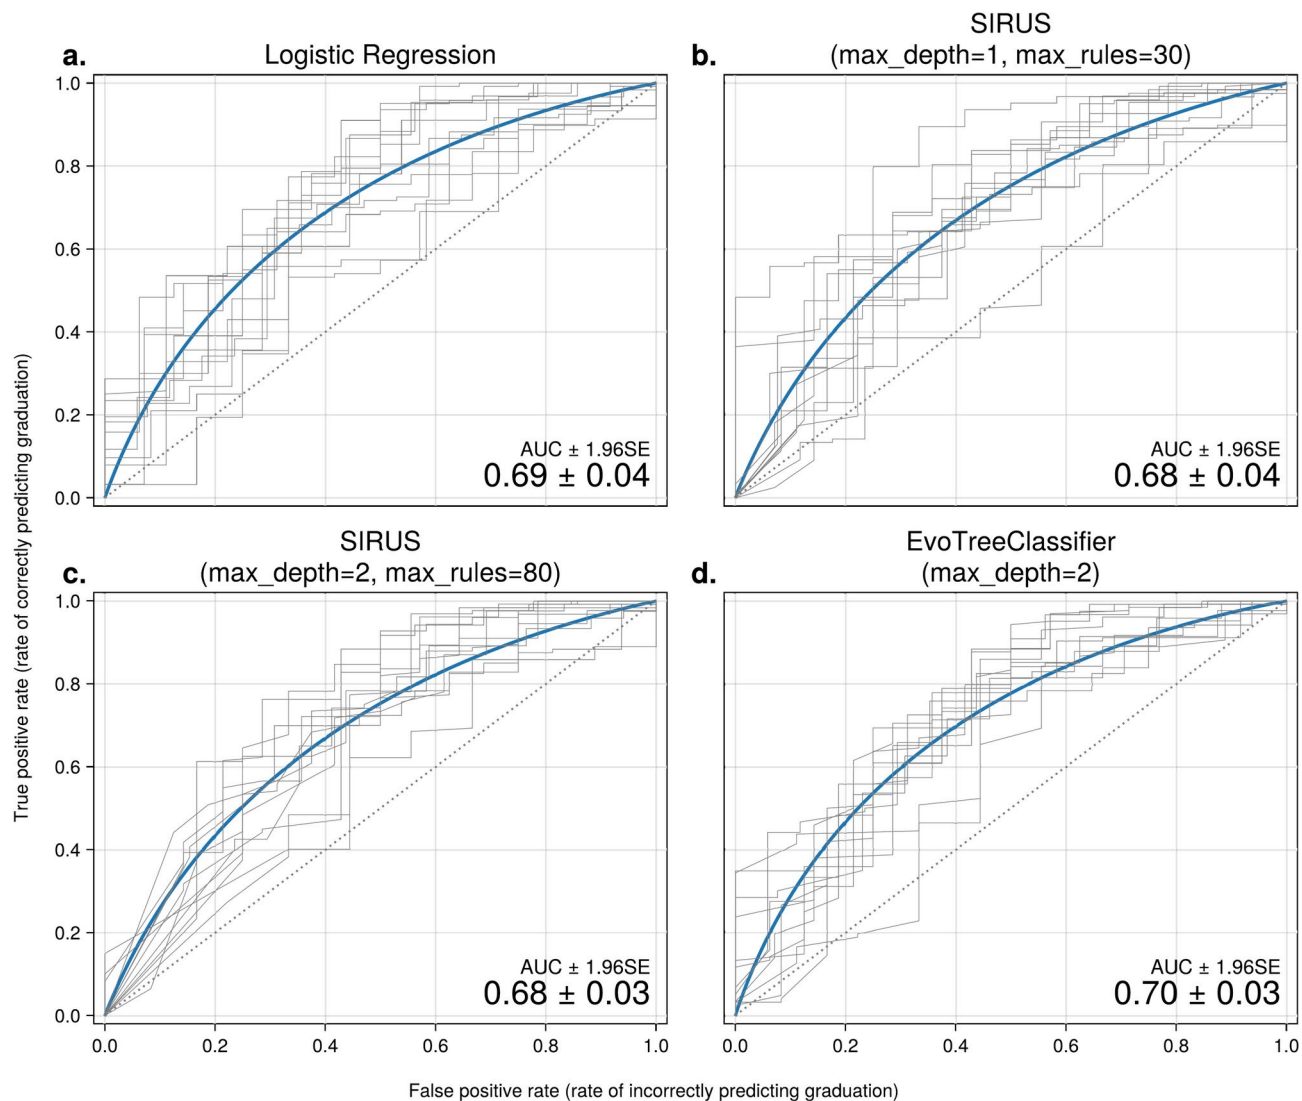 a.
Logistic Regression
1.0
0.8
0.6
0.4
0.2
0.0
AUC ± 1.96SE
0.69 ± 0.04
b.
SIRUS
(max_depth=1, max_rules=30)
AUC ± 1.96SE
0.68 ± 0.04
c.
SIRUS
(max_depth=2, max_rules=80)
1.0
0.8
0.6
0.4
0.2
0.0
AUC ± 1.96SE
0.68 ± 0.03
0.0 0.2 0.4 0.6 0.8 1.0
d.
EvoTreeClassifier
(max_depth=2)
AUC ± 1.96SE
0.70 ± 0.03
0.0 0.2 0.4 0.6 0.8 1.0
True positive rate (rate of correctly predicting graduation)
False positive rate (rate of incorrectly predicting graduation)